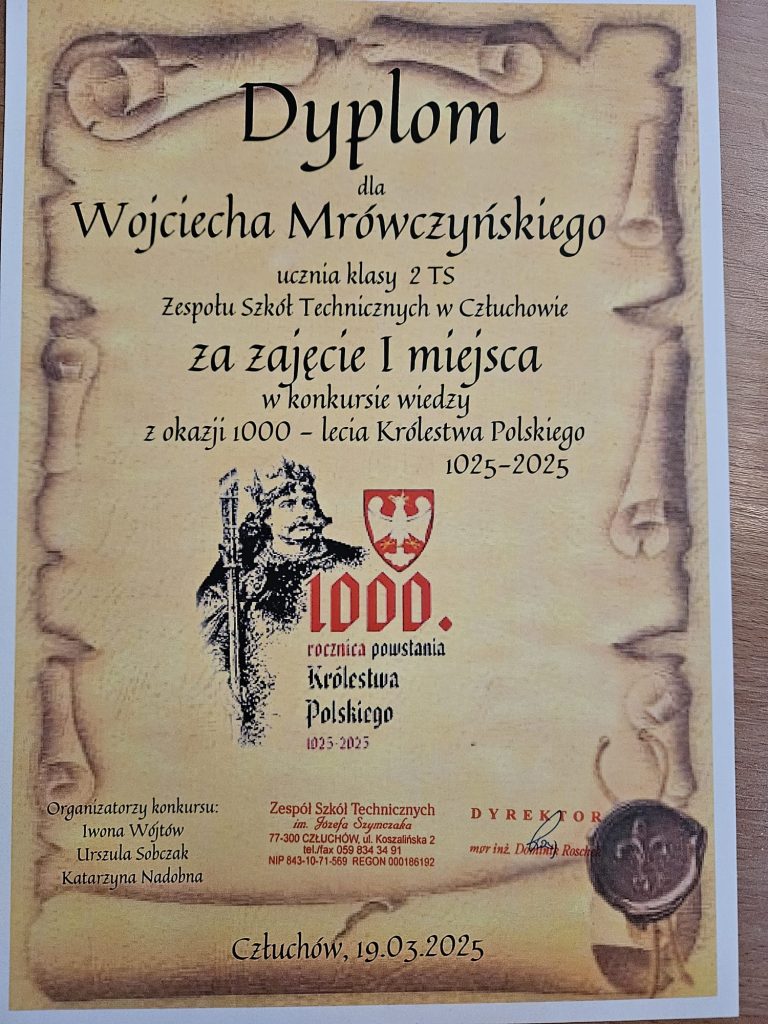 Dyplom
dla
Wojciecha Mrówczyńskiego
ucznia klasy 2 TS
Zespołu Szkół Technicznych w Człuchowie
za zajęcie I miejsca
w konkursie wiedzy
z okazji 1000 – lecia Królestwa Polskiego
1025-2025
1000.
rocznica powstania
Królestwa
Polskiego
1025-2025
Organizatorzy konkursu:
Iwona Wójtów
Urszula Sobczak
Katarzyna Nadobna
Zespół Szkół Technicznych
im. Józefa Szymczaka
77-300 CZŁUCHÓW, ul. Koszalińska 2
tel./fax 059 834 34 91
NIP 843-10-71-569 REGON 000186192
DYREKTOR
mgr inż. Dominik
Człuchów, 19.03.2025